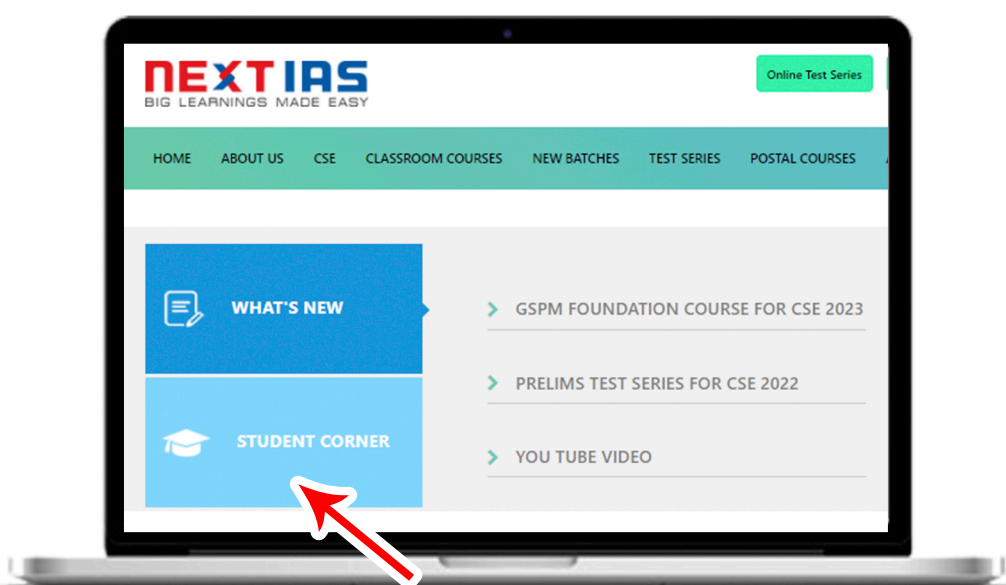 NEXT IAS
BIG LEARNINGS MADE EASY
Online Test Series
HOME ABOUT US CSE CLASSROOM COURSES NEW BATCHES TEST SERIES POSTAL COURSES
WHAT'S NEW
STUDENT CORNER
GSPM FOUNDATION COURSE FOR CSE 2023
PRELIMS TEST SERIES FOR CSE 2022
YOU TUBE VIDEO